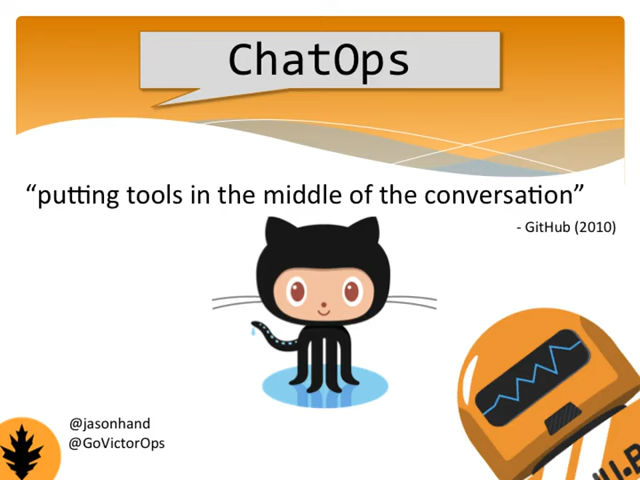 ChatOps
“putting tools in the middle of the conversation”
- GitHub (2010)
@jasonhand
@GoVictorOps